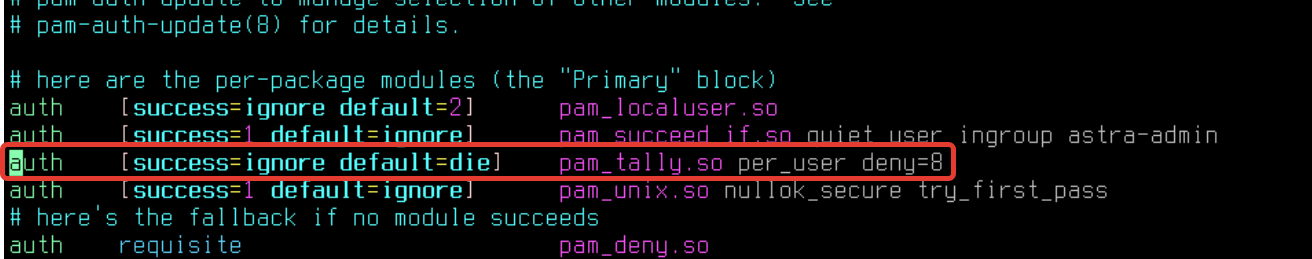 # pam-auth-update to manage selection of other modules.  See
# pam-auth-update(8) for details.
# here are the per-package modules (the "Primary" block)
auth    [success=ignore default=2]      pam_localuser.so
auth    [success=1 default=ignore]      pam_succeed_if.so quiet user ingroup astra-admin
auth    [success=ignore default=die]    pam_tally.so per_user deny=8
auth    [success=1 default=ignore]      pam_unix.so nullok_secure try_first_pass
# here's the fallback if no module succeeds
auth    requisite                       pam_deny.so